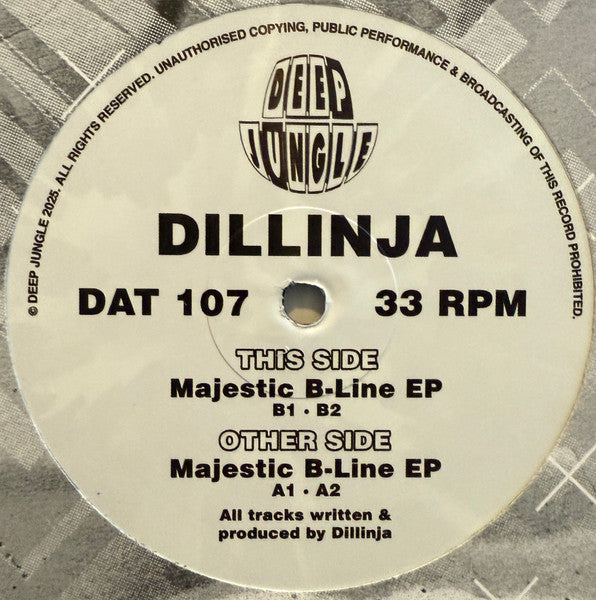 © DEEP JUNGLE 2025. ALL RIGHTS RESERVED. UNAUTHORISED COPYING, PUBLIC PERFORMANCE & BROADCASTING OF THIS RECORD PROHIBITED.
DEEP
JUNGLE
DILLINJA
DAT 107 33 RPM
THIS SIDE
Majestic B-Line EP
B1 • B2
OTHER SIDE
Majestic B-Line EP
A1 • A2
All tracks written &
produced by Dillinja